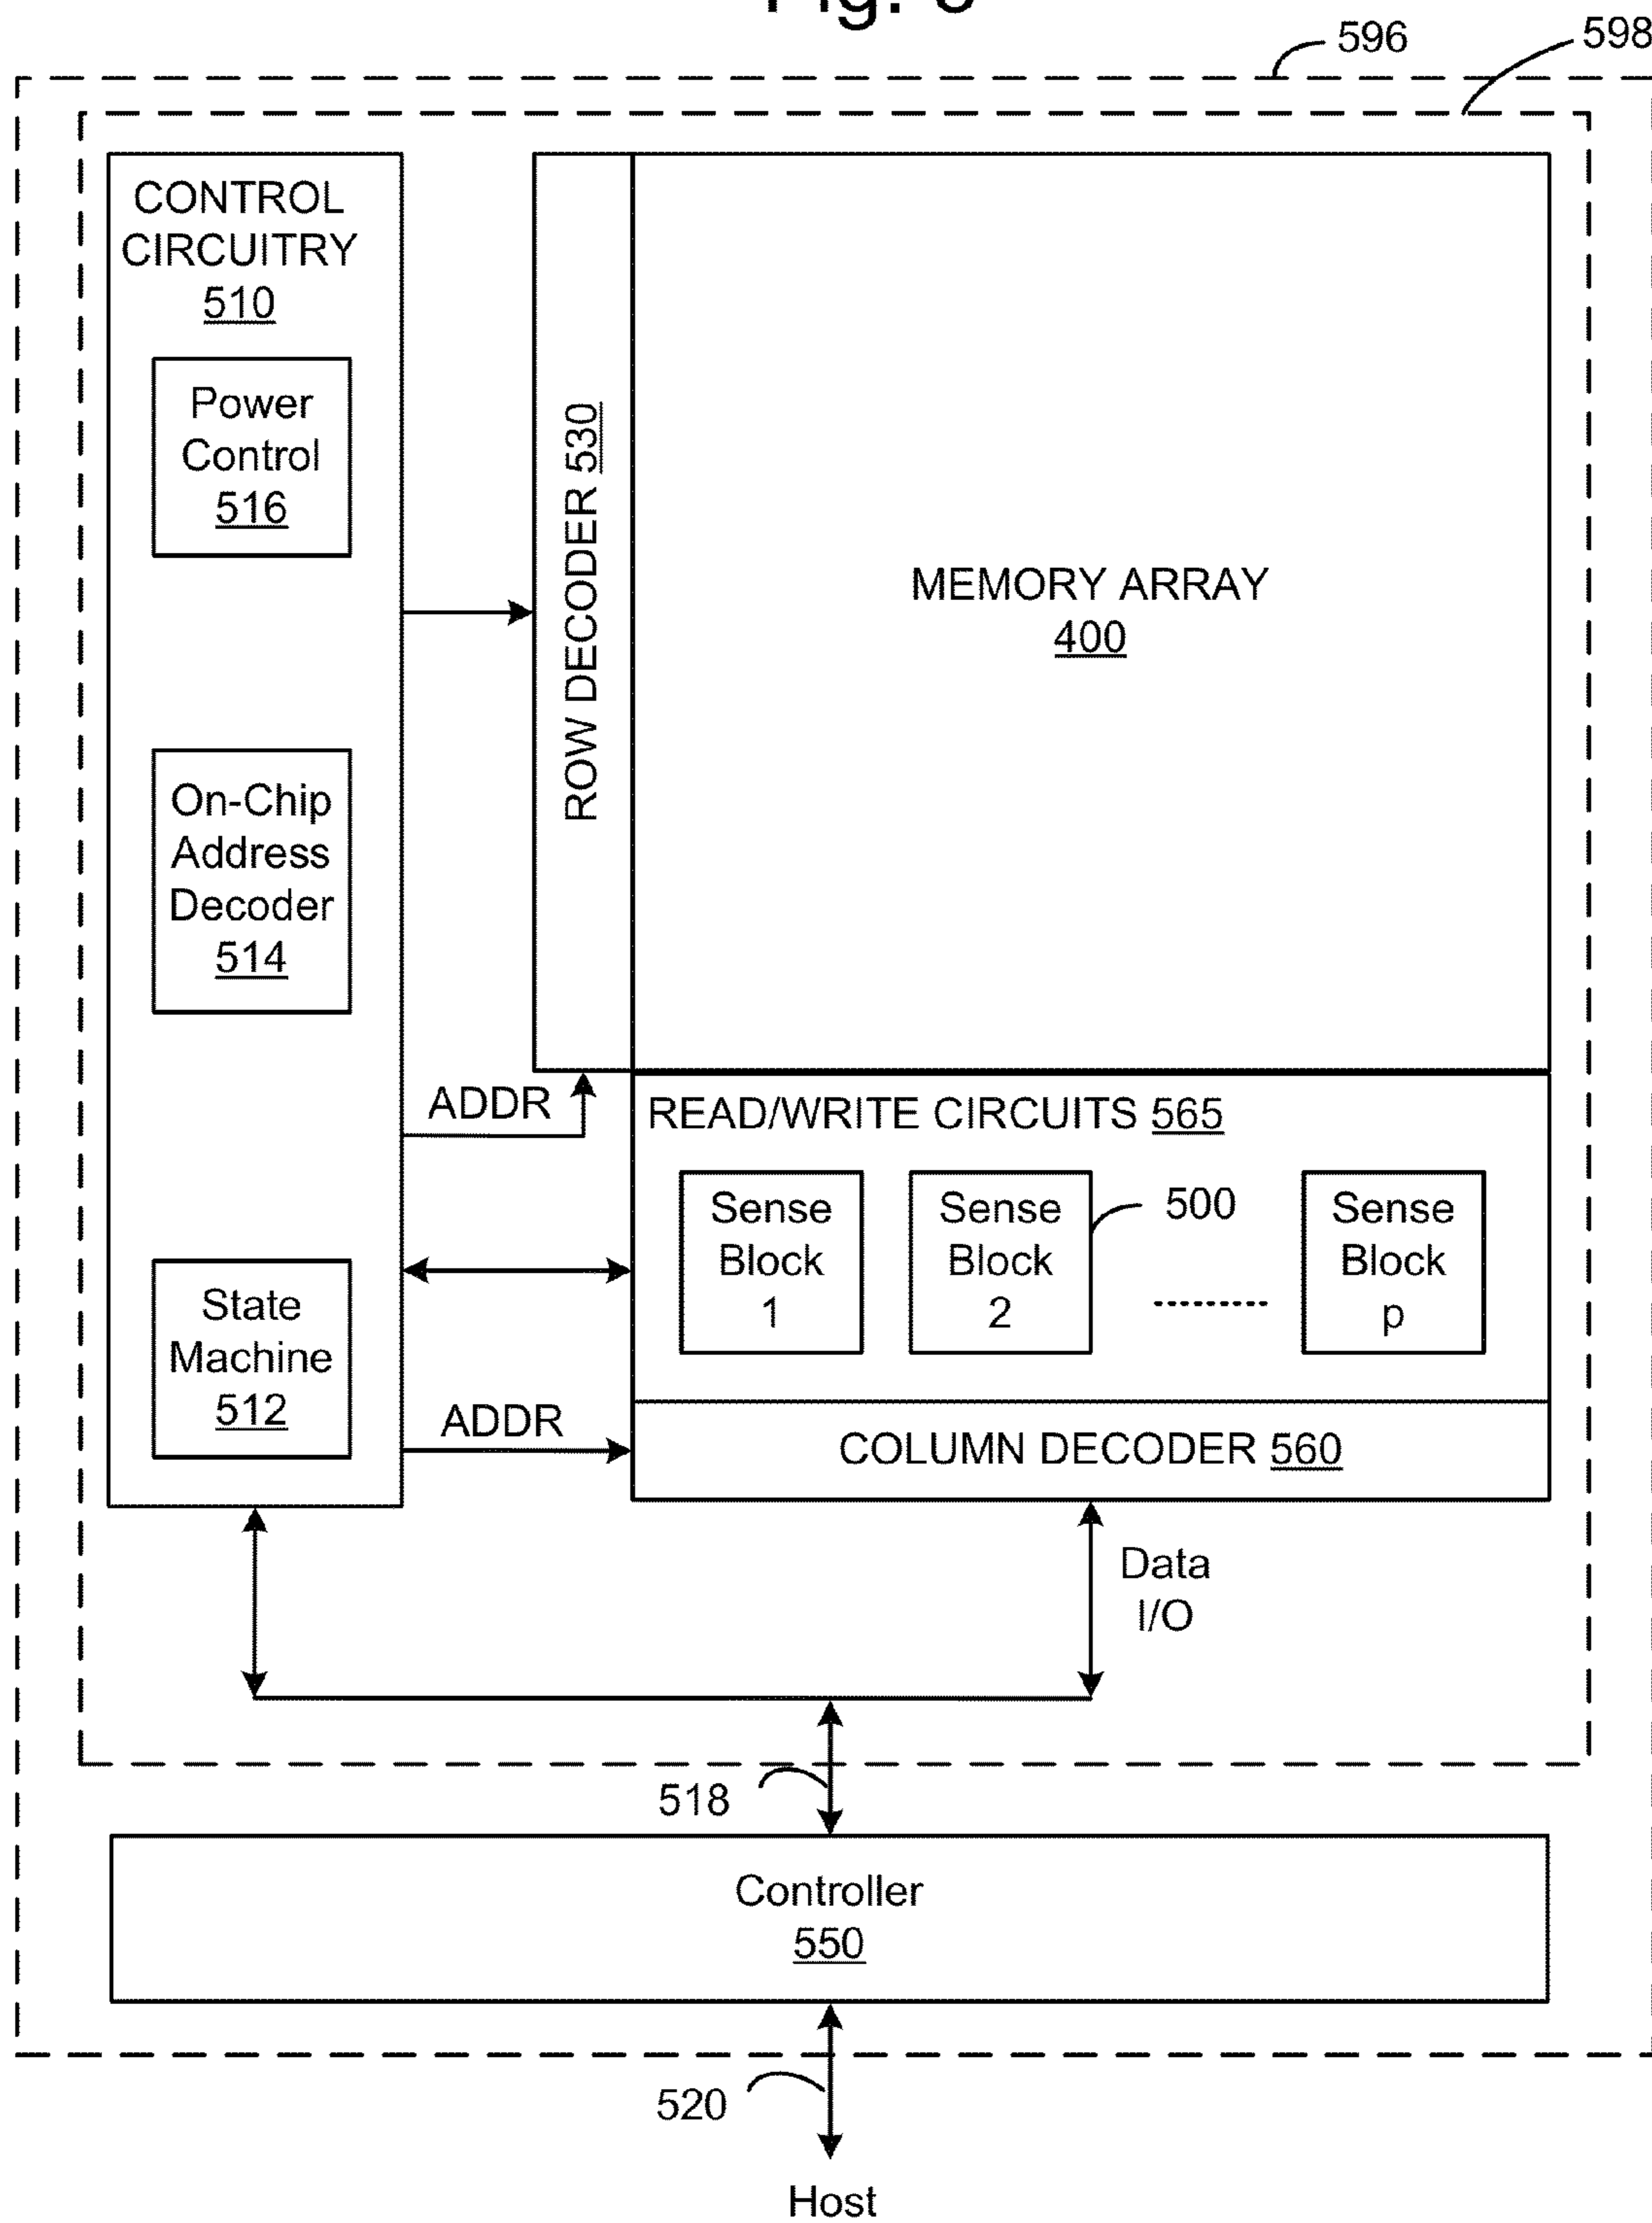 596
598
CONTROL
CIRCUITRY
510
Power
Control
516
On-Chip
Address
Decoder
514
State
Machine
512
ROW DECODER 530
MEMORY ARRAY
400
ADDR
READ/WRITE CIRCUITS 565
Sense
Block
1
Sense
Block
2
500
..........
Sense
Block
p
ADDR
COLUMN DECODER 560
Data
I/O
518
Controller
550
520
Host